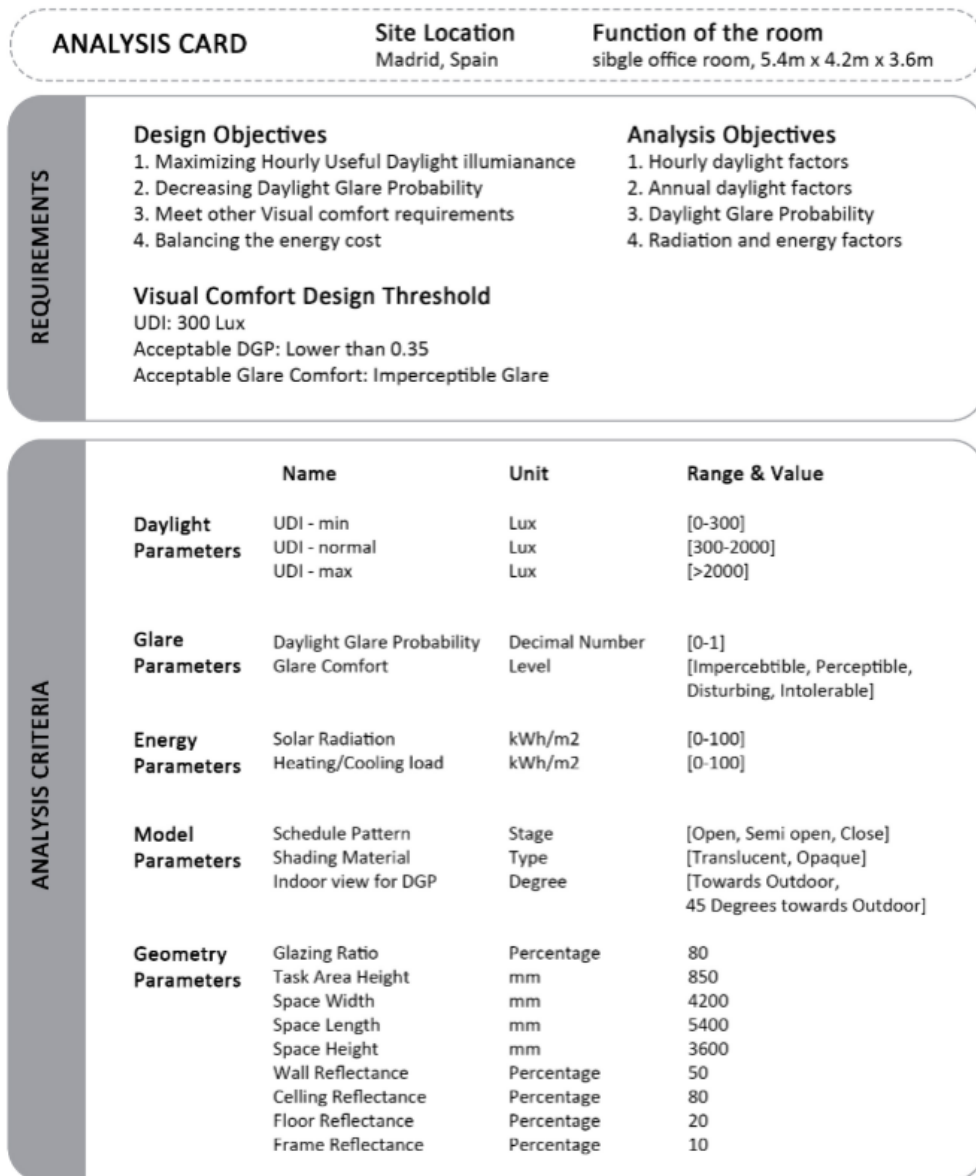 ANALYSIS CARD
Site Location
Madrid, Spain
Function of the room
sibgle office room, 5.4m x 4.2m x 3.6m
REQUIREMENTS
Design Objectives
1. Maximizing Hourly Useful Daylight illumianance
2. Decreasing Daylight Glare Probability
3. Meet other Visual comfort requirements
4. Balancing the energy cost
Analysis Objectives
1. Hourly daylight factors
2. Annual daylight factors
3. Daylight Glare Probability
4. Radiation and energy factors
Visual Comfort Design Threshold
UDI: 300 Lux
Acceptable DGP: Lower than 0.35
Acceptable Glare Comfort: Imperceptible Glare
ANALYSIS CRITERIA
Name Unit Range & Value
Daylight Parameters
UDI - min Lux [0-300]
UDI - normal Lux [300-2000]
UDI - max Lux [>2000]
Glare Parameters
Daylight Glare Probability Decimal Number [0-1]
Glare Comfort Level [Impercebtible, Perceptible,
Disturbing, Intolerable]
Energy Parameters
Solar Radiation kWh/m2 [0-100]
Heating/Cooling load kWh/m2 [0-100]
Model Parameters
Schedule Pattern Stage [Open, Semi open, Close]
Shading Material Type [Translucent, Opaque]
Indoor view for DGP Degree [Towards Outdoor,
45 Degrees towards Outdoor]
Geometry Parameters
Glazing Ratio Percentage 80
Task Area Height mm 850
Space Width mm 4200
Space Length mm 5400
Space Height mm 3600
Wall Reflectance Percentage 50
Celling Reflectance Percentage 80
Floor Reflectance Percentage 20
Frame Reflectance Percentage 10